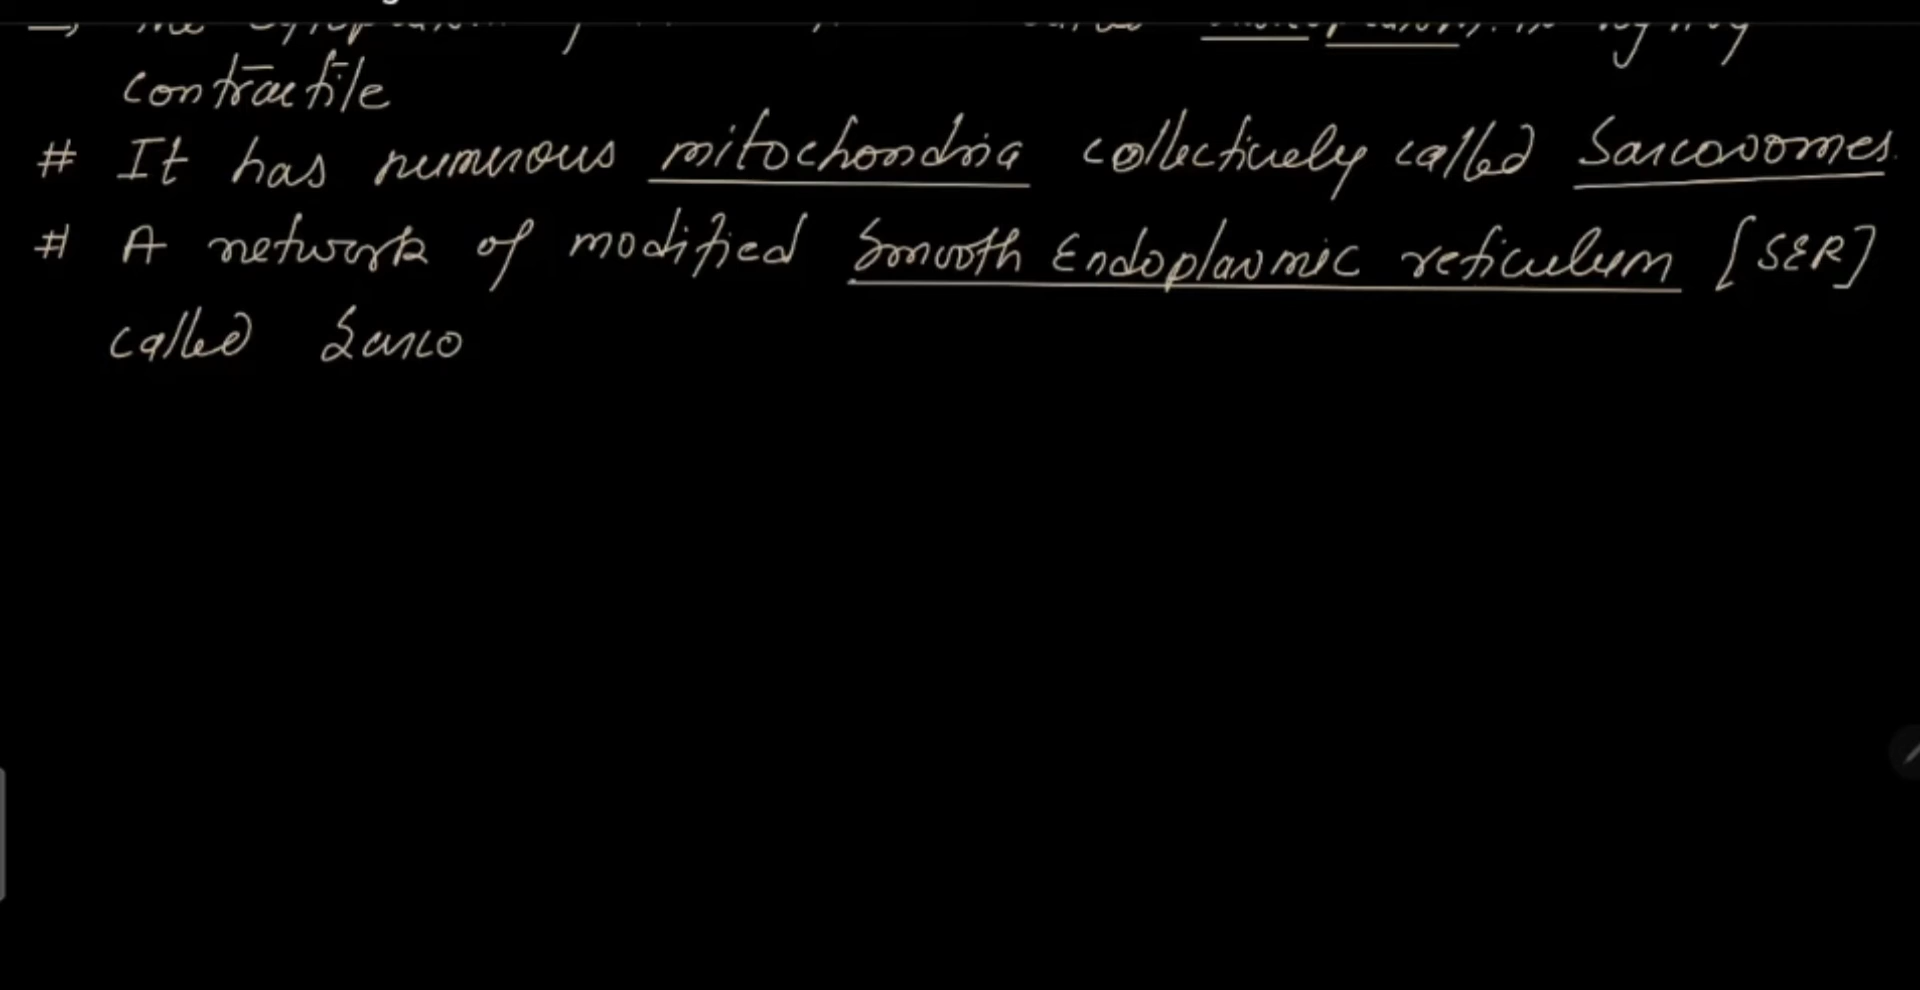 contractile
# It has numerous mitochondria collectively called Sarcosomes.
# A network of modified Smooth Endoplasmic reticulum [SER]
called Sarco